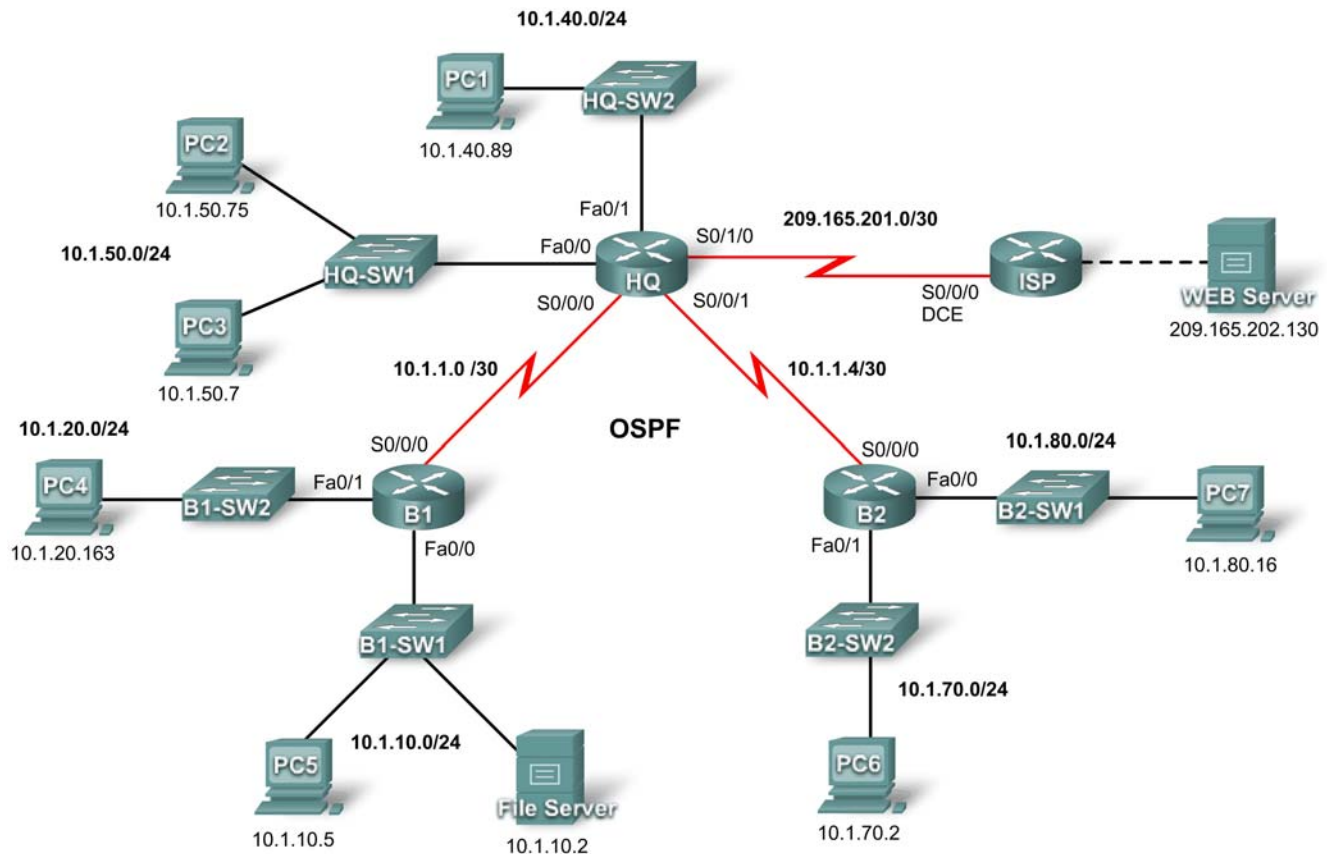 10.1.40.0/24
PC1
HQ-SW2
10.1.40.89
PC2
10.1.50.75
Fa0/1
209.165.201.0/30
S0/1/0
10.1.50.0/24
Fa0/0
HQ-SW1
HQ
ISP
WEB Server
S0/0/0
S0/0/1
S0/0/0
DCE
209.165.202.130
PC3
10.1.50.7
10.1.1.0 /30
10.1.1.4/30
OSPF
10.1.20.0/24
S0/0/0
S0/0/0
10.1.80.0/24
PC4
Fa0/1
Fa0/0
PC7
B1-SW2
B1
B2
B2-SW1
10.1.20.163
Fa0/0
Fa0/1
10.1.80.16
B1-SW1
B2-SW2
10.1.70.0/24
10.1.10.0/24
PC5
File Server
PC6
10.1.10.5
10.1.10.2
10.1.70.2